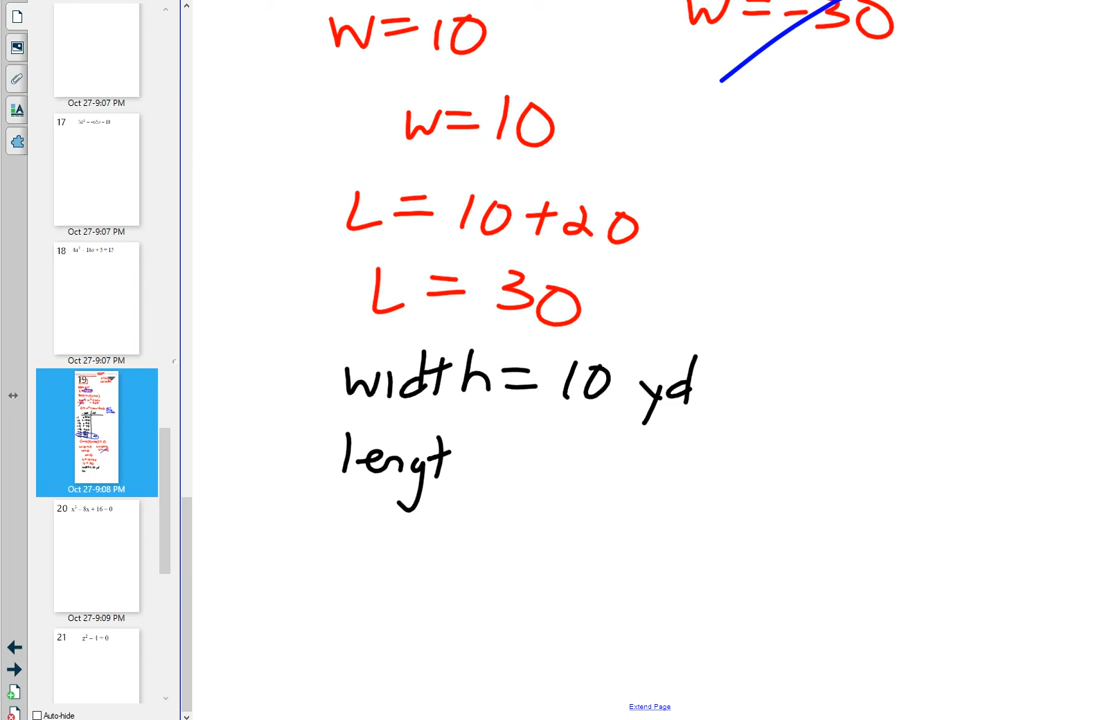 W = 10
W = -30
w = 10
L = 10 + 20
L = 30
width = 10 yd
lengt
Oct 27-9:07 PM
17
Oct 27-9:07 PM
18
Oct 27-9:07 PM
19
Oct 27-9:08 PM
20 x² - 8x + 16 = 0
Oct 27-9:09 PM
21 z² - 4 = 0
Auto-hide
Extend Page